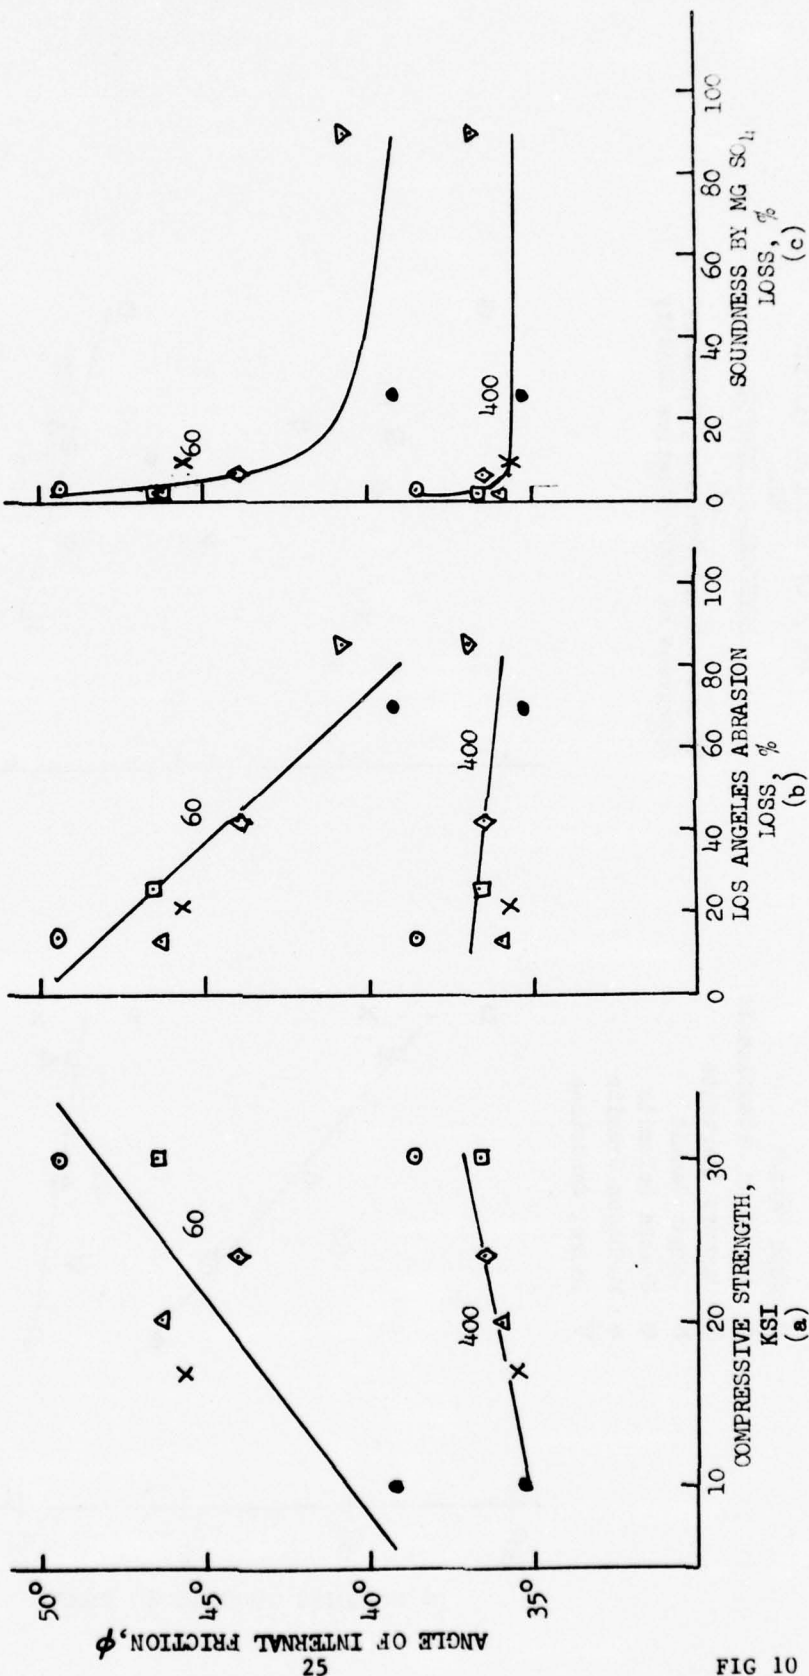 50°
45°
40°
35°
ANGLE OF INTERNAL FRICTION, φ
60
400
10 20 30
COMPRESSIVE STRENGTH,
KSI
(a)
60
400
0 20 40 60 80 100
LOS ANGELES ABRASION
LOSS, %
(b)
60
400
0 20 40 60 80 100
SOUNDNESS BY MG SO4
LOSS, %
(c)
25
FIG 10